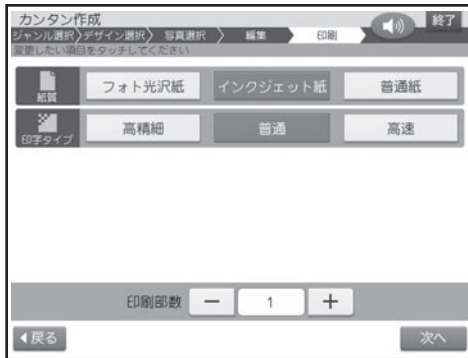 カンタン作成 終了
ジャンル選択〉デザイン選択〉 写真選択 〉 編集 印刷
変更したい項目をタッチしてください
紙質 フォト光沢紙 インクジェット紙 普通紙
印字タイプ 高精細 普通 高速
印刷部数 − 1 +
戻る 次へ